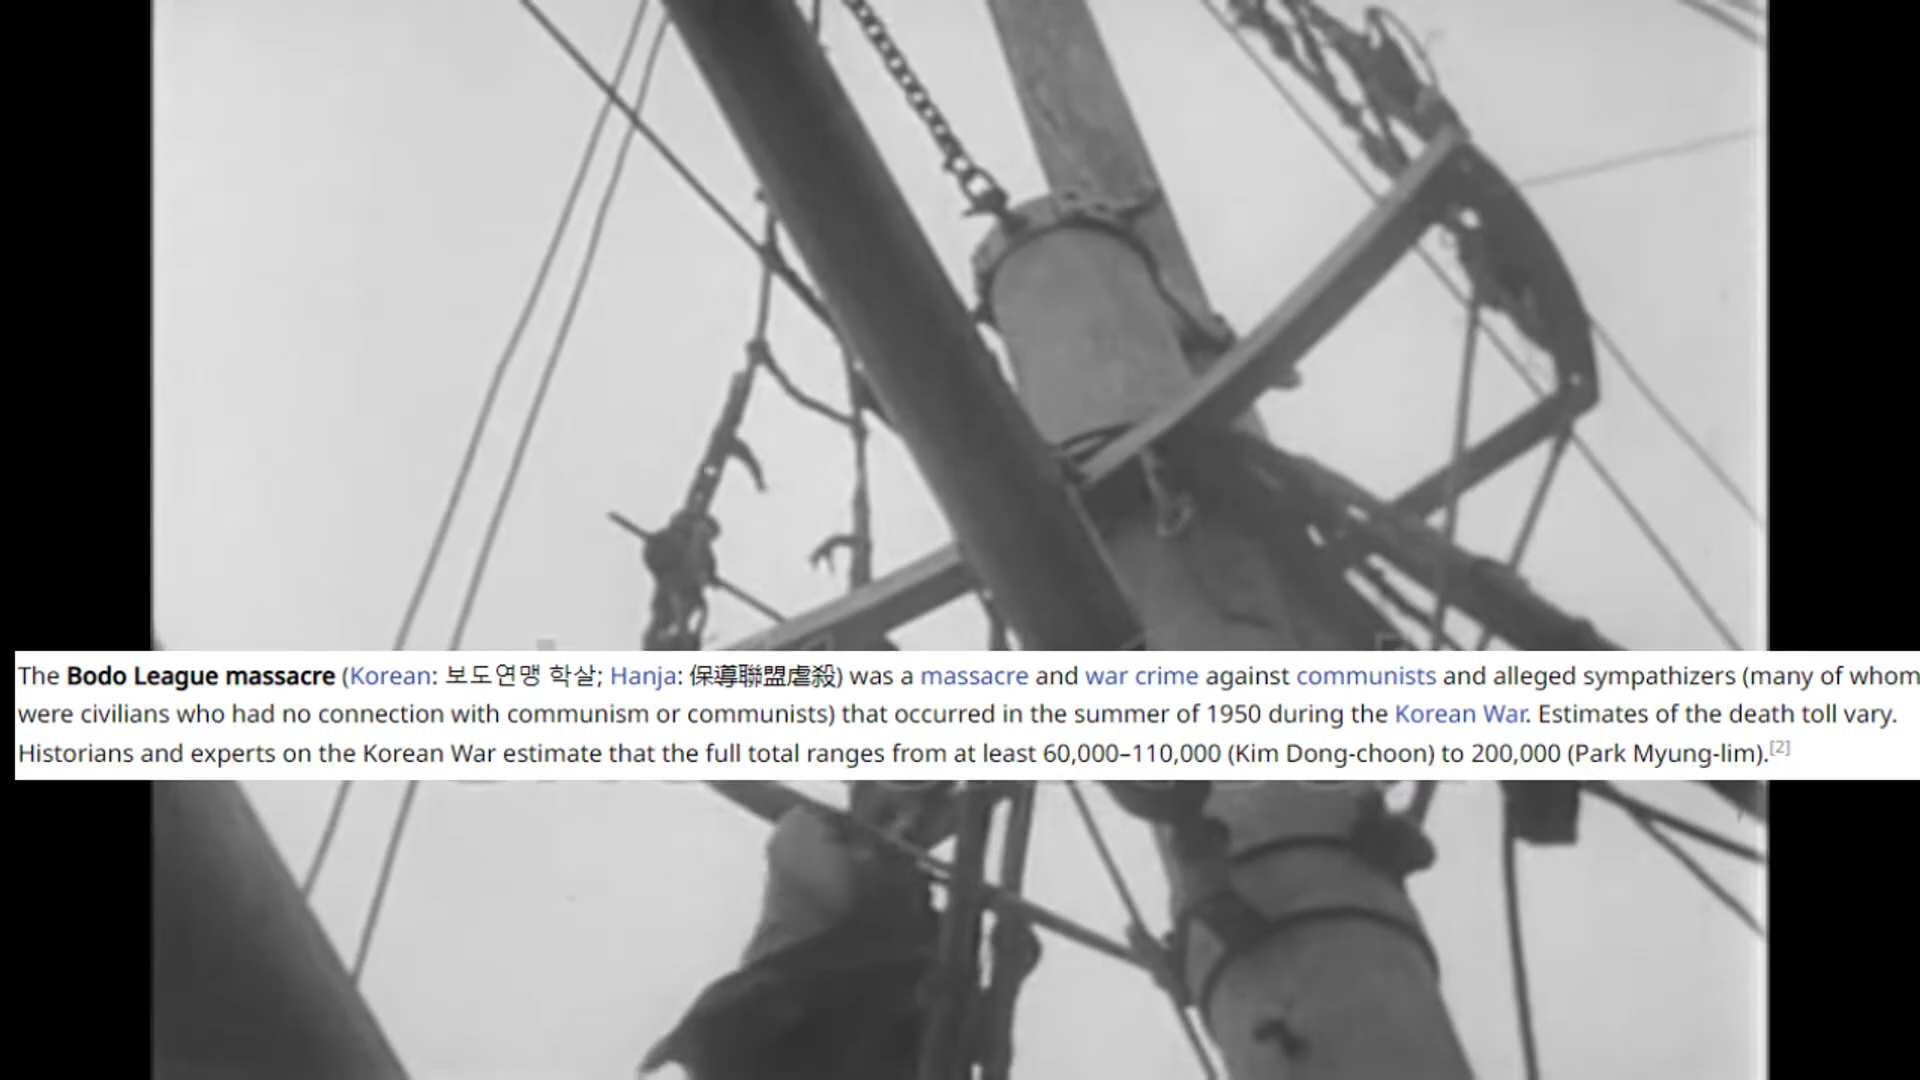 The Bodo League massacre (Korean: 보도연맹 학살; Hanja: 保導聯盟虐殺) was a massacre and war crime against communists and alleged sympathizers (many of whom
were civilians who had no connection with communism or communists) that occurred in the summer of 1950 during the Korean War. Estimates of the death toll vary.
Historians and experts on the Korean War estimate that the full total ranges from at least 60,000–110,000 (Kim Dong-choon) to 200,000 (Park Myung-lim).[2]